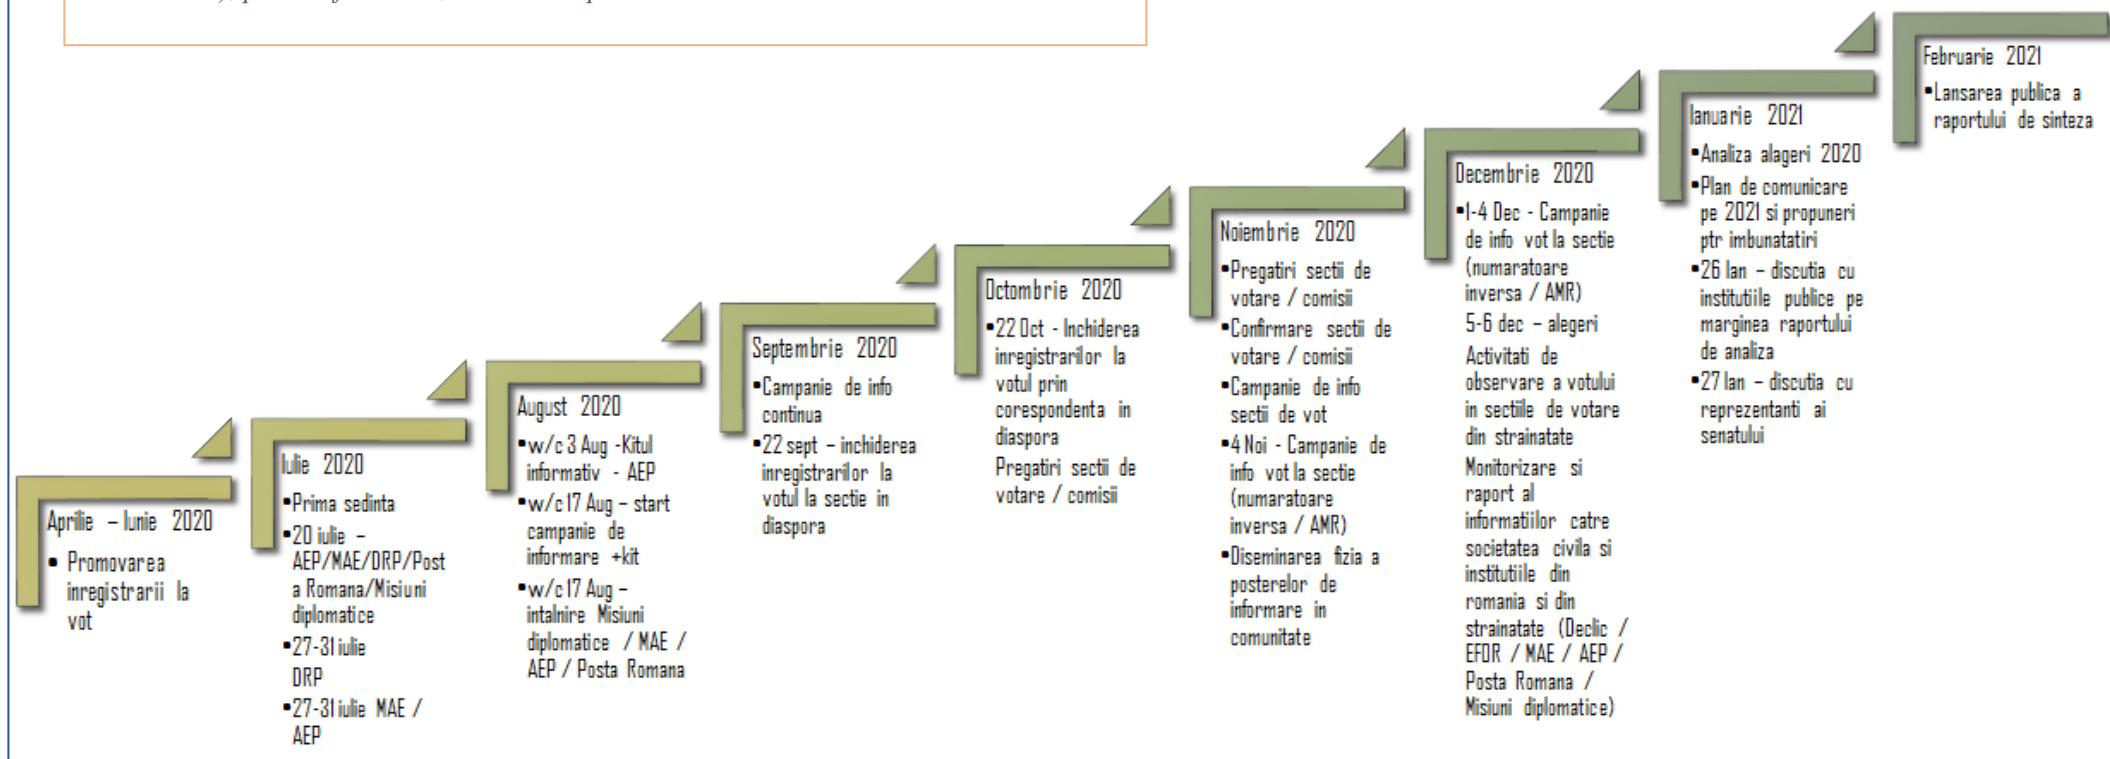 Aprilie – Iunie 2020
• Promovarea
inregistrarii la
vot
Iulie 2020
•Prima sedinta
•20 iulie –
AEP/MAE/DRP/Post
a Romana/Misiuni
diplomatice
•27-31 iulie
DRP
•27-31 iulie MAE /
AEP
August 2020
•w/c 3 Aug -Kitul
informativ - AEP
•w/c 17 Aug – start
campanie de
informare +kit
•w/c 17 Aug –
intalnire Misiuni
diplomatice / MAE /
AEP / Posta Romana
Septembrie 2020
•Campanie de info
continua
•22 sept – inchiderea
inregistrarilor la
votul la sectie in
diaspora
Octombrie 2020
•22 Oct - Inchiderea
inregistrarilor la
votul prin
corespondenta in
diaspora
Pregatiri sectii de
votare / comisii
Noiembrie 2020
•Pregatiri sectii de
votare / comisii
•Confirmare sectii de
votare / comisii
•Campanie de info
sectii de vot
•4 Noi - Campanie de
info vot la sectie
(numaratoare
inversa / AMR)
•Diseminarea fizia a
posterelor de
informare in
comunitate
Decembrie 2020
•1-4 Dec - Campanie
de info vot la sectie
(numaratoare
inversa / AMR)
5-6 dec – alegeri
Activitati de
observare a votului
in sectiile de votare
din strainatate
Monitorizare si
raport al
informatiilor catre
societatea civila si
institutiile din
romania si din
strainatate (Declic /
EFOR / MAE / AEP /
Posta Romana /
Misiuni diplomatice)
Ianuarie 2021
•Analiza alageri 2020
•Plan de comunicare
pe 2021 si propuneri
ptr imbunatatiri
•26 Ian – discutia cu
institutiile publice pe
marginea raportului
de analiza
•27 Ian – discutia cu
reprezentanti ai
senatului
Februarie 2021
•Lansarea publica a
raportului de sinteza